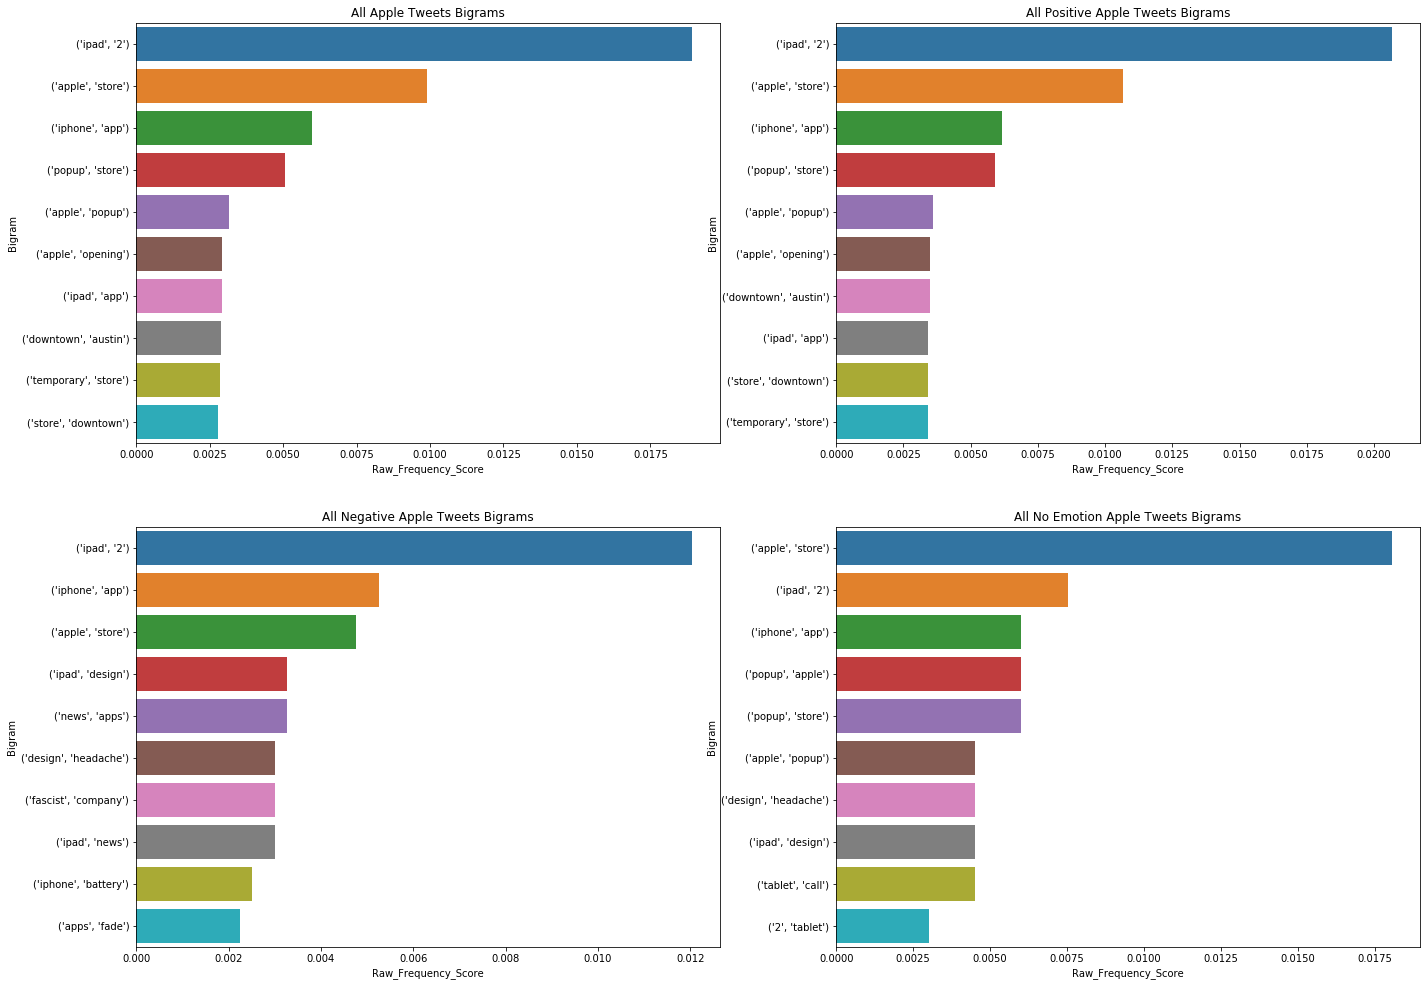 All Apple Tweets Bigrams
Bigram
('ipad', '2')
('apple', 'store')
('iphone', 'app')
('popup', 'store')
('apple', 'popup')
('apple', 'opening')
('ipad', 'app')
('downtown', 'austin')
('temporary', 'store')
('store', 'downtown')
0.0000 0.0025 0.0050 0.0075 0.0100 0.0125 0.0150 0.0175
Raw_Frequency_Score
All Positive Apple Tweets Bigrams
Bigram
('ipad', '2')
('apple', 'store')
('iphone', 'app')
('popup', 'store')
('apple', 'popup')
('apple', 'opening')
('downtown', 'austin')
('ipad', 'app')
('store', 'downtown')
('temporary', 'store')
0.0000 0.0025 0.0050 0.0075 0.0100 0.0125 0.0150 0.0175 0.0200
Raw_Frequency_Score
All Negative Apple Tweets Bigrams
Bigram
('ipad', '2')
('iphone', 'app')
('apple', 'store')
('ipad', 'design')
('news', 'apps')
('design', 'headache')
('fascist', 'company')
('ipad', 'news')
('iphone', 'battery')
('apps', 'fade')
0.000 0.002 0.004 0.006 0.008 0.010 0.012
Raw_Frequency_Score
All No Emotion Apple Tweets Bigrams
Bigram
('apple', 'store')
('ipad', '2')
('iphone', 'app')
('popup', 'apple')
('popup', 'store')
('apple', 'popup')
('design', 'headache')
('ipad', 'design')
('tablet', 'call')
('2', 'tablet')
0.0000 0.0025 0.0050 0.0075 0.0100 0.0125 0.0150 0.0175
Raw_Frequency_Score